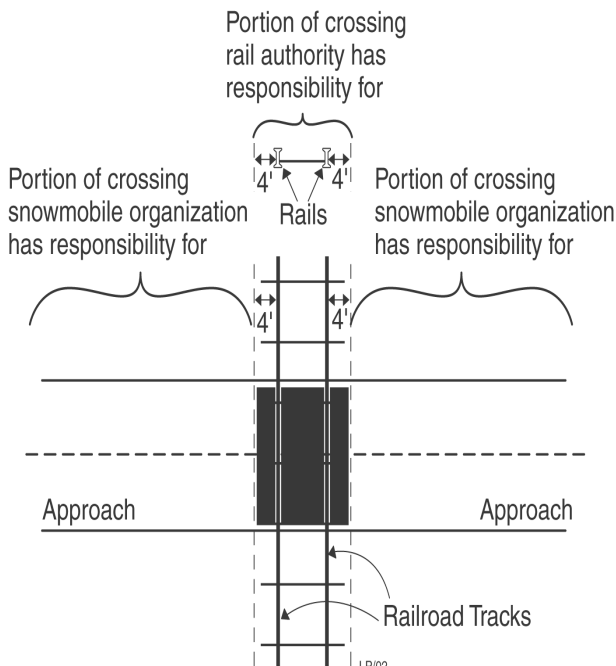 Portion of crossing
rail authority has
responsibility for
4'
4'
Rails
Portion of crossing
snowmobile organization
has responsibility for
Portion of crossing
snowmobile organization
has responsibility for
4'
4'
Approach
Approach
Railroad Tracks